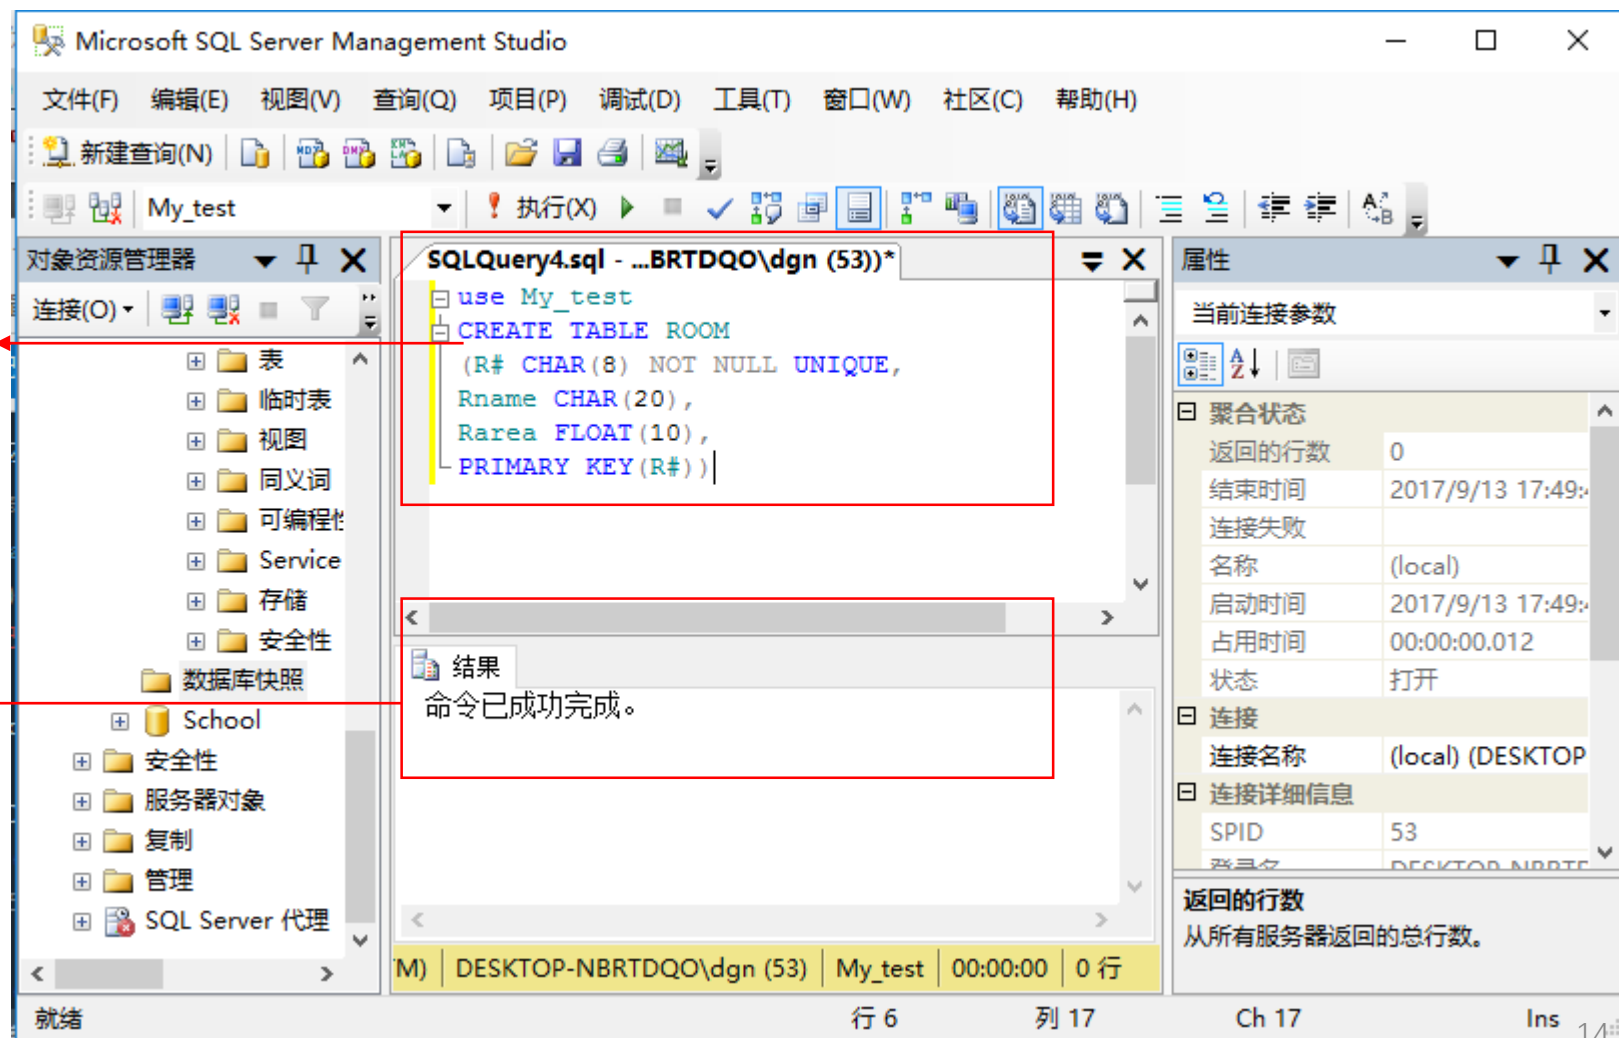 Microsoft SQL Server Management Studio
文件(F) 编辑(E) 视图(V) 查询(Q) 项目(P) 调试(D) 工具(T) 窗口(W) 社区(C) 帮助(H)
新建查询(N)
My_test 执行(X)
对象资源管理器
连接(O)
表
临时表
视图
同义词
可编程性
Service
存储
安全性
数据库快照
School
安全性
服务器对象
复制
管理
SQL Server 代理
SQLQuery4.sql - ...BRTDQO\dgn (53))*
use My_test
CREATE TABLE ROOM
(R# CHAR(8) NOT NULL UNIQUE,
Rname CHAR(20),
Rarea FLOAT(10),
PRIMARY KEY(R#))
结果
命令已成功完成。
M) DESKTOP-NBRTDQO\dgn (53) My_test 00:00:00 0 行
属性
当前连接参数
聚合状态
返回的行数 0
结束时间 2017/9/13 17:49:
连接失败
名称 (local)
启动时间 2017/9/13 17:49:
占用时间 00:00:00.012
状态 打开
连接
连接名称 (local) (DESKTOP
连接详细信息
SPID 53
登录名 DESKTOP-NBRTD
返回的行数
从所有服务器返回的总行数。
就绪 行 6 列 17 Ch 17 Ins
14